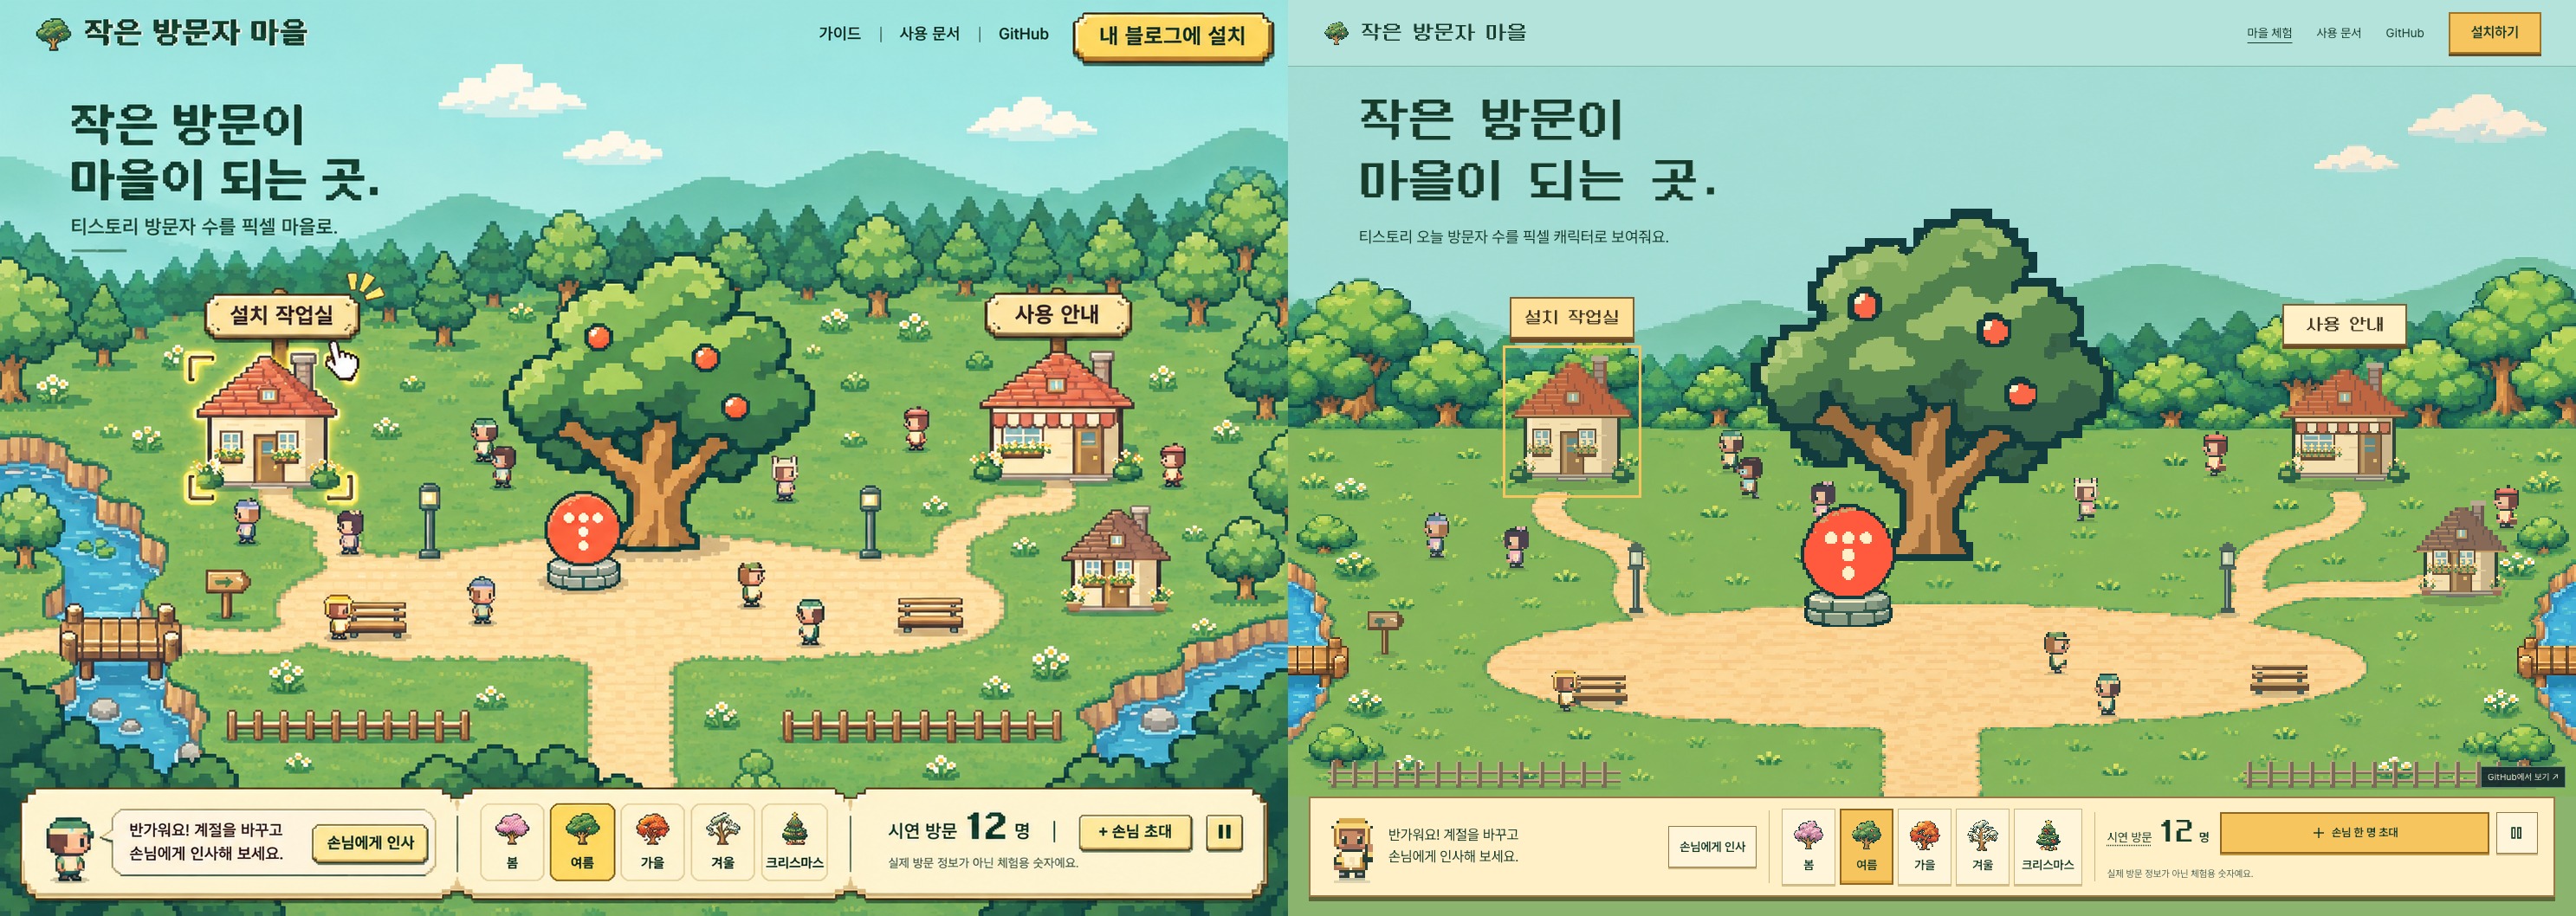 작은 방문자 마을
가이드 | 사용 문서 | GitHub
내 블로그에 설치
작은 방문이
마을이 되는 곳.
티스토리 방문자 수를 픽셀 마을로.
설치 작업실
사용 안내
반가워요! 계절을 바꾸고
손님에게 인사해 보세요.
손님에게 인사
봄
여름
가을
겨울
크리스마스
시연 방문 12 명
+ 손님 초대
실제 방문 정보가 아닌 체험용 숫자예요.
작은 방문자 마을
마을 체험
사용 문서
GitHub
설치하기
작은 방문이
마을이 되는 곳.
티스토리 오늘 방문자 수를 픽셀 캐릭터로 보여줘요.
설치 작업실
사용 안내
GitHub에서 보기 ↗
반가워요! 계절을 바꾸고
손님에게 인사해 보세요.
손님에게 인사
봄
여름
가을
겨울
크리스마스
시연 방문 12 명
+ 손님 한 명 초대
실제 방문 정보가 아닌 체험용 숫자예요.